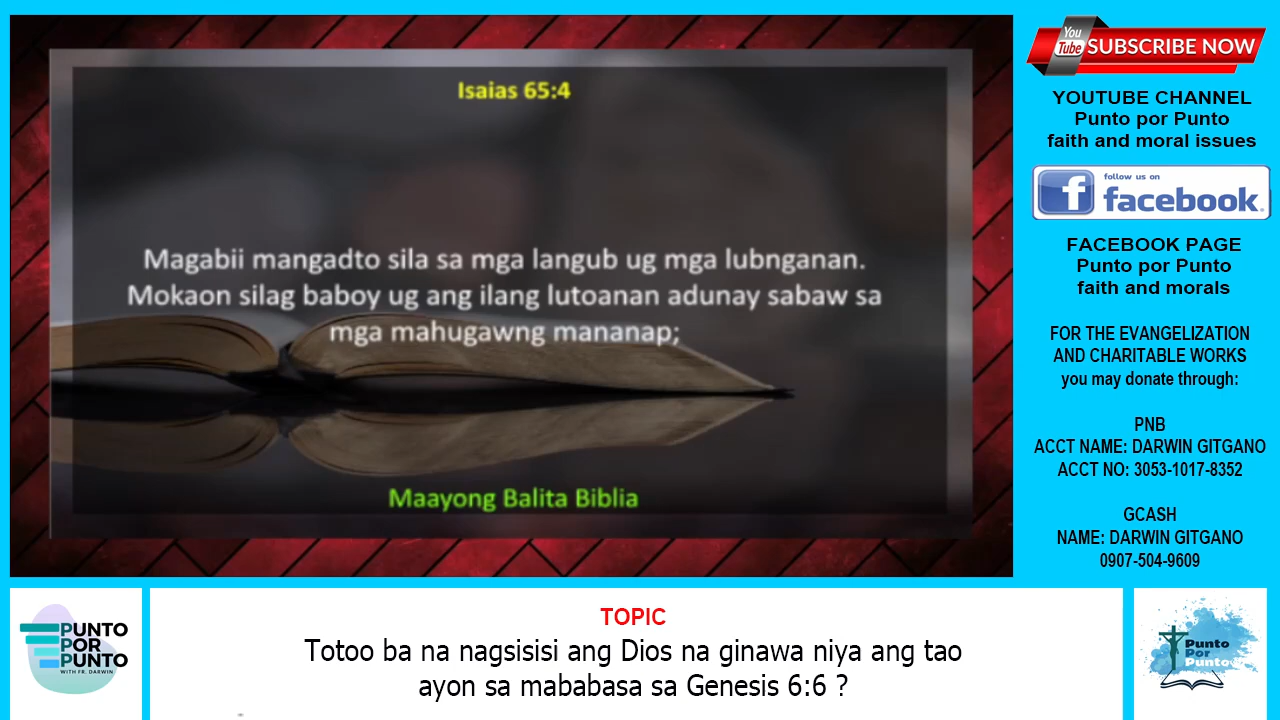 Isaias 65:4
Magabii mangadto sila sa mga langub ug mga lubnganan.
Mokaon silag baboy ug ang ilang lutoanan adunay sabaw sa
mga mahugawng mananap;
Maayong Balita Biblia
You
Tube SUBSCRIBE NOW
YOUTUBE CHANNEL
Punto por Punto
faith and moral issues
follow us on
facebook
FACEBOOK PAGE
Punto por Punto
faith and morals
FOR THE EVANGELIZATION
AND CHARITABLE WORKS
you may donate through:
PNB
ACCT NAME: DARWIN GITGANO
ACCT NO: 3053-1017-8352
GCASH
NAME: DARWIN GITGANO
0907-504-9609
PUNTO
POR
PUNTO
WITH FR. DARWIN
TOPIC
Totoo ba na nagsisisi ang Dios na ginawa niya ang tao
ayon sa mababasa sa Genesis 6:6 ?
Punto
Por
Punto